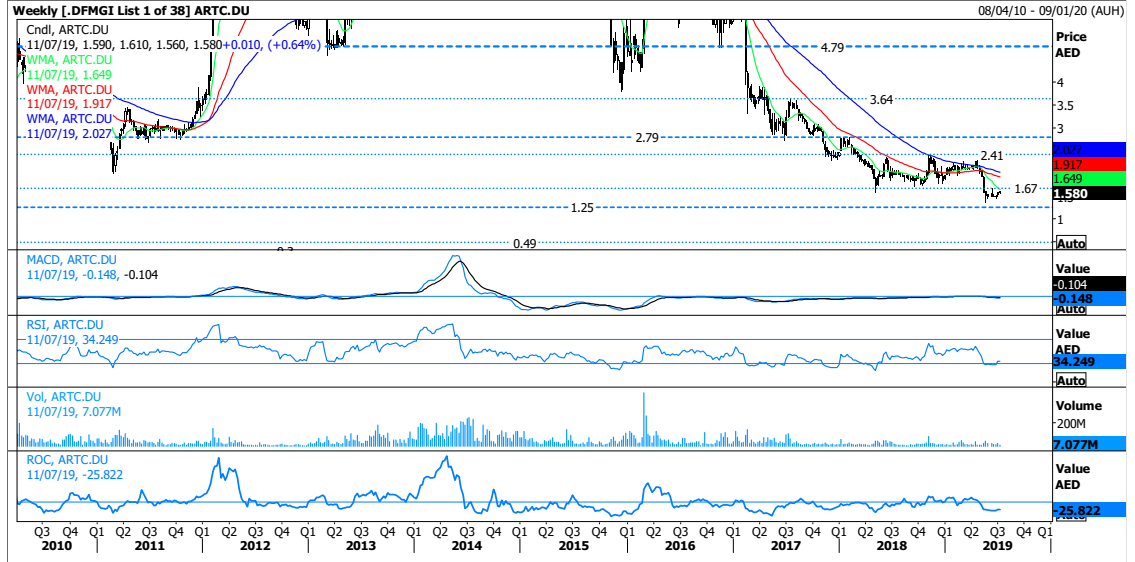 Weekly [.DFMGI List 1 of 38] ARTC.DU
08/04/10 - 09/01/20 (AUH)
Cndl, ARTC.DU
11/07/19, 1.590, 1.610, 1.560, 1.580+0.010, (+0.64%)
WMA, ARTC.DU
11/07/19, 1.649
WMA, ARTC.DU
11/07/19, 1.917
WMA, ARTC.DU
11/07/19, 2.027
4.79
3.64
2.79
2.41
1.67
1.25
0.49
Price
AED
4
3.5
3
2.027
1.917
1.649
1.580
1
Auto
MACD, ARTC.DU
11/07/19, -0.148, -0.104
Value
-0.104
-0.148
Auto
RSI, ARTC.DU
11/07/19, 34.249
Value
AED
34.249
Auto
Vol, ARTC.DU
11/07/19, 7.077M
Volume
200M
7.077M
ROC, ARTC.DU
11/07/19, -25.822
Value
AED
-25.822
Q3 Q4 Q1 Q2 Q3 Q4 Q1 Q2 Q3 Q4 Q1 Q2 Q3 Q4 Q1 Q2 Q3 Q4 Q1 Q2 Q3 Q4 Q1 Q2 Q3 Q4 Q1 Q2 Q3 Q4 Q1 Q2 Q3 Q4 Q1 Q2 Q3 Q4 Q1
2010 2011 2012 2013 2014 2015 2016 2017 2018 2019